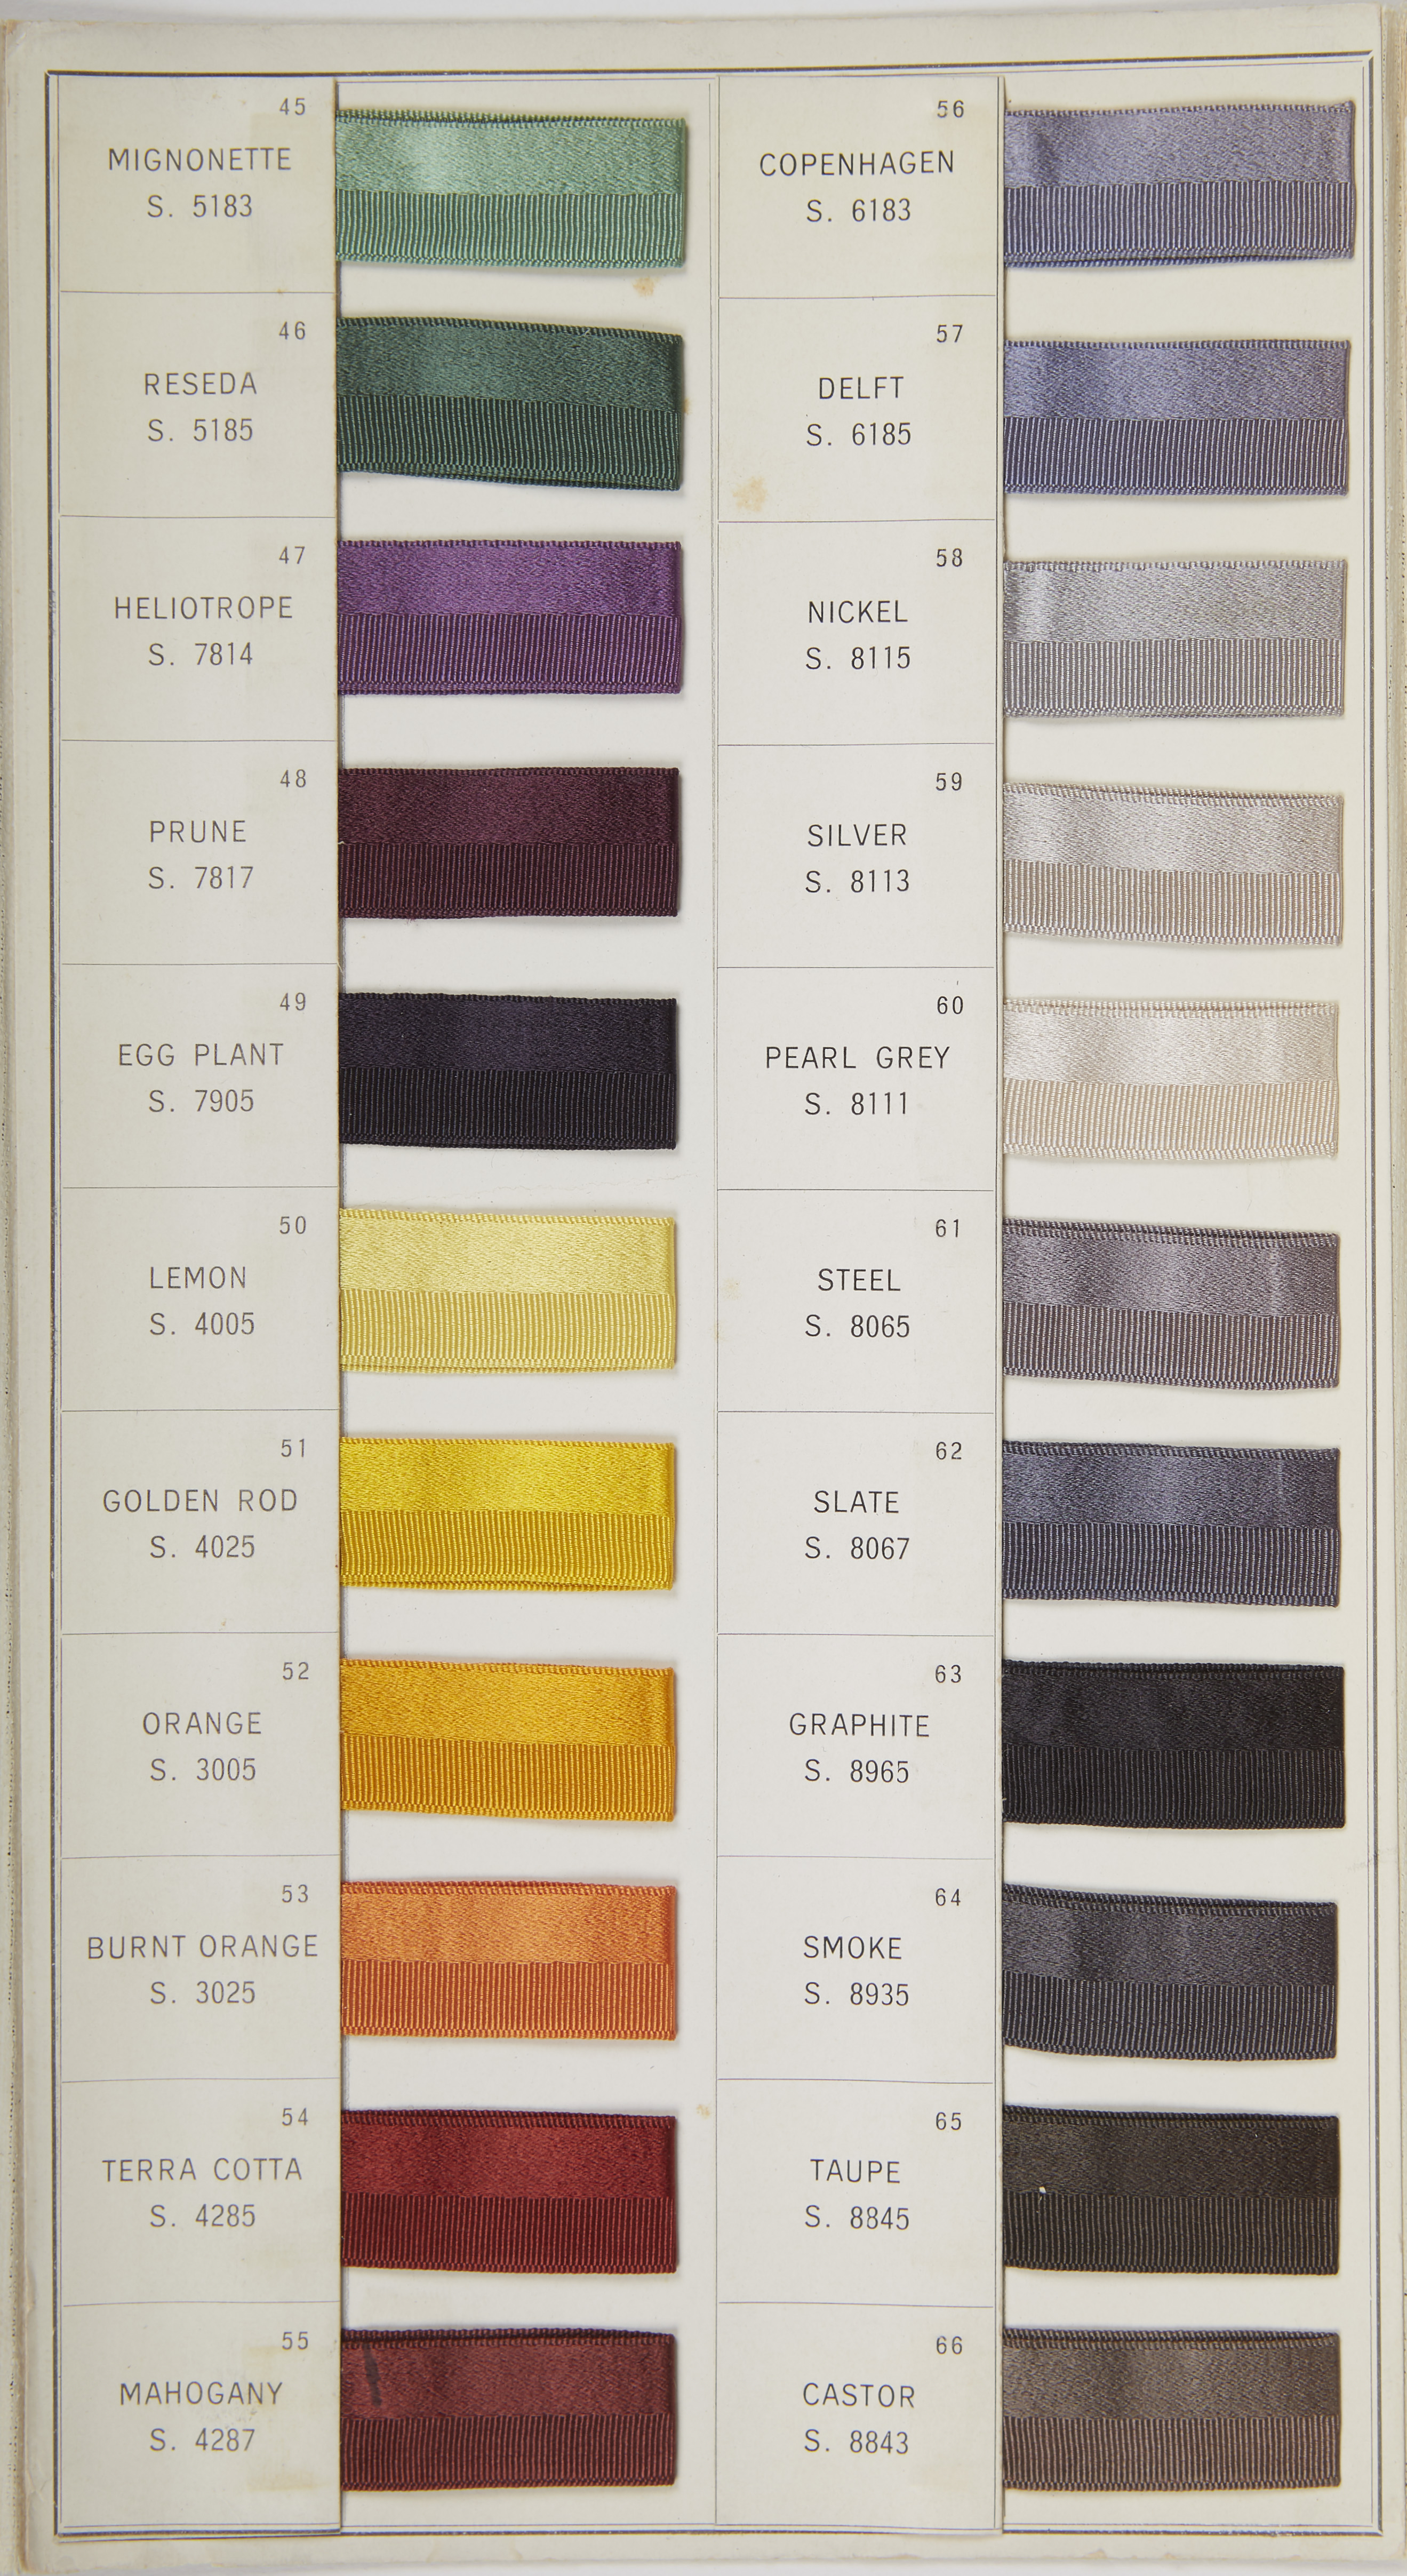 45
MIGNONETTE
S. 5183
46
RESEDA
S. 5185
47
HELIOTROPE
S. 7814
48
PRUNE
S. 7817
49
EGG PLANT
S. 7905
50
LEMON
S. 4005
51
GOLDEN ROD
S. 4025
52
ORANGE
S. 3005
53
BURNT ORANGE
S. 3025
54
TERRA COTTA
S. 4285
55
MAHOGANY
S. 4287
56
COPENHAGEN
S. 6183
57
DELFT
S. 6185
58
NICKEL
S. 8115
59
SILVER
S. 8113
60
PEARL GREY
S. 8111
61
STEEL
S. 8065
62
SLATE
S. 8067
63
GRAPHITE
S. 8965
64
SMOKE
S. 8935
65
TAUPE
S. 8845
66
CASTOR
S. 8843